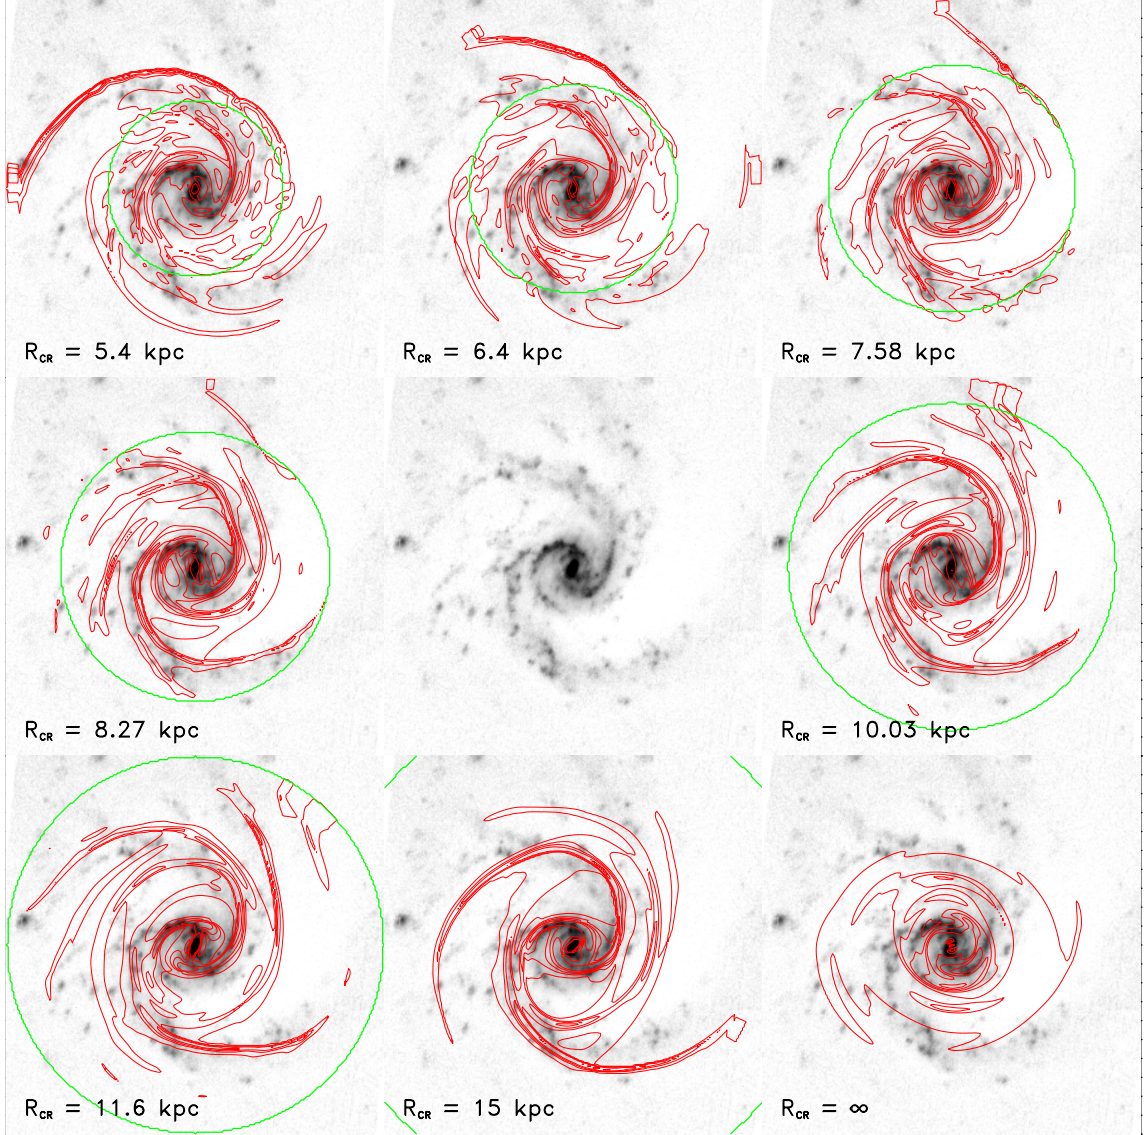 R_CR = 5.4 kpc
R_CR = 6.4 kpc
R_CR = 7.58 kpc
R_CR = 8.27 kpc
R_CR = 10.03 kpc
R_CR = 11.6 kpc
R_CR = 15 kpc
R_CR = ∞